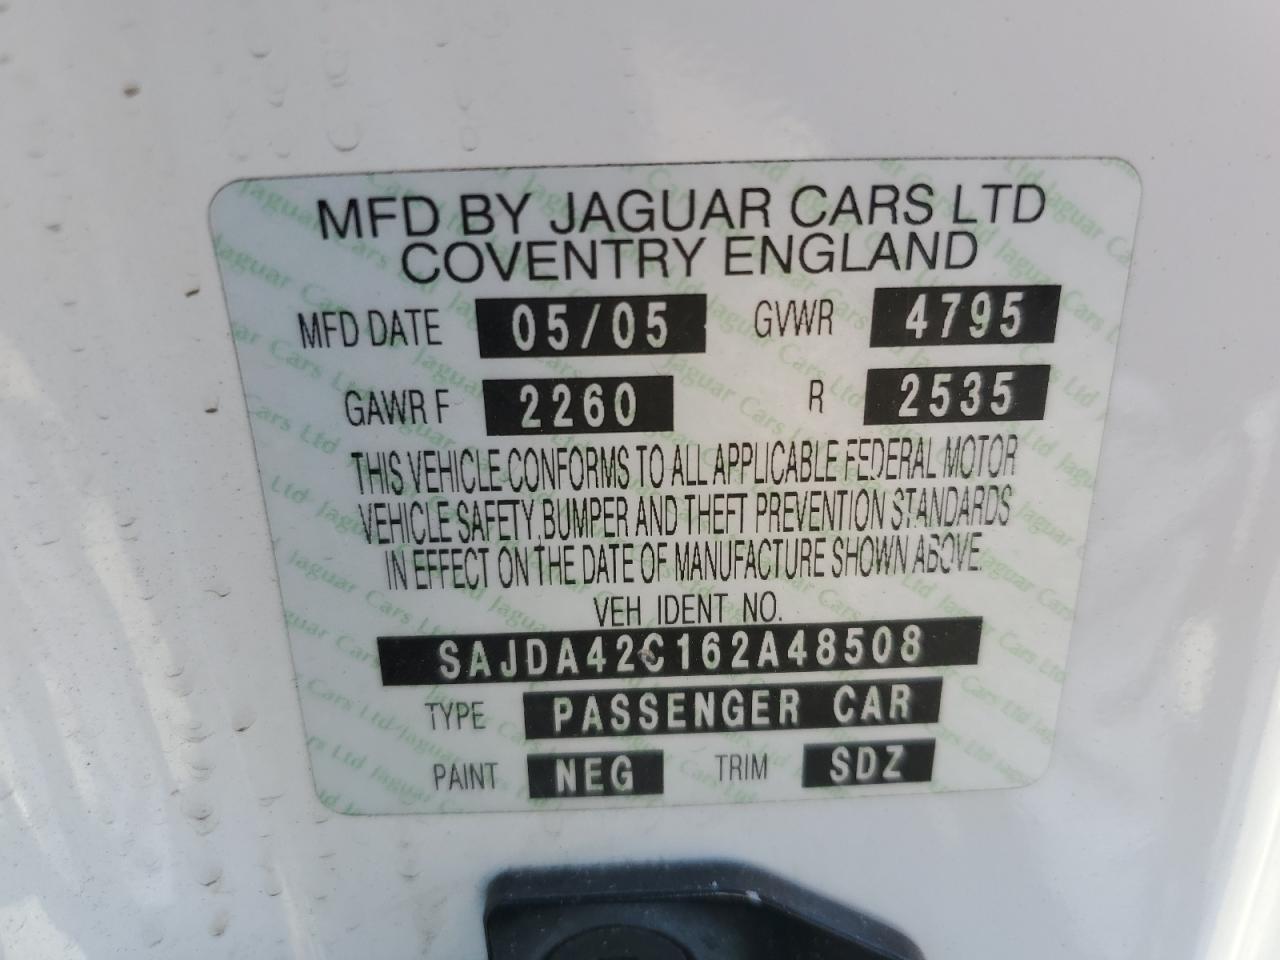 MFD BY JAGUAR CARS LTD
COVENTRY ENGLAND
MFD DATE 05/05 GVWR 4795
GAWR F 2260 R 2535
THIS VEHICLE CONFORMS TO ALL APPLICABLE FEDERAL MOTOR
VEHICLE SAFETY, BUMPER AND THEFT PREVENTION STANDARDS
IN EFFECT ON THE DATE OF MANUFACTURE SHOWN ABOVE.
VEH IDENT NO.
SAJDA42C162A48508
TYPE PASSENGER CAR
PAINT NEG TRIM SDZ